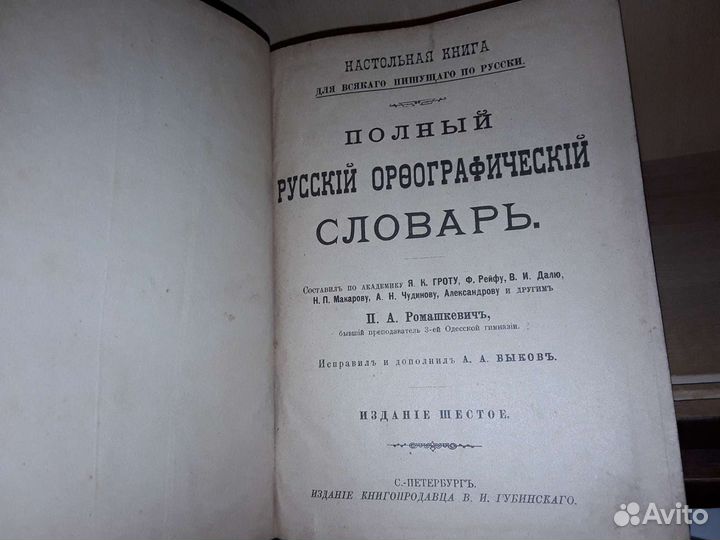 НАСТОЛЬНАЯ КНИГА
ДЛЯ ВСЯКАГО ПИШУЩАГО ПО РУССКИ.
ПОЛНЫЙ
РУССКІЙ ОРѲОГРАФИЧЕСКІЙ
СЛОВАРЬ.
Составилъ по академику Я. К. ГРОТУ, Ф. Рейфу, В. И. Далю,
Н. П. Макарову, А. Н. Чудинову, Александрову и другимъ
П. А. Ромашкевичъ,
бывшій преподаватель 3-ей Одесской гимназіи.
Исправилъ и дополнилъ А. А. БЫКОВЪ.
ИЗДАНІЕ ШЕСТОЕ.
С.-ПЕТЕРБУРГЪ.
ИЗДАНІЕ КНИГОПРОДАВЦА В. И. ГУБИНСКАГО.
Avito